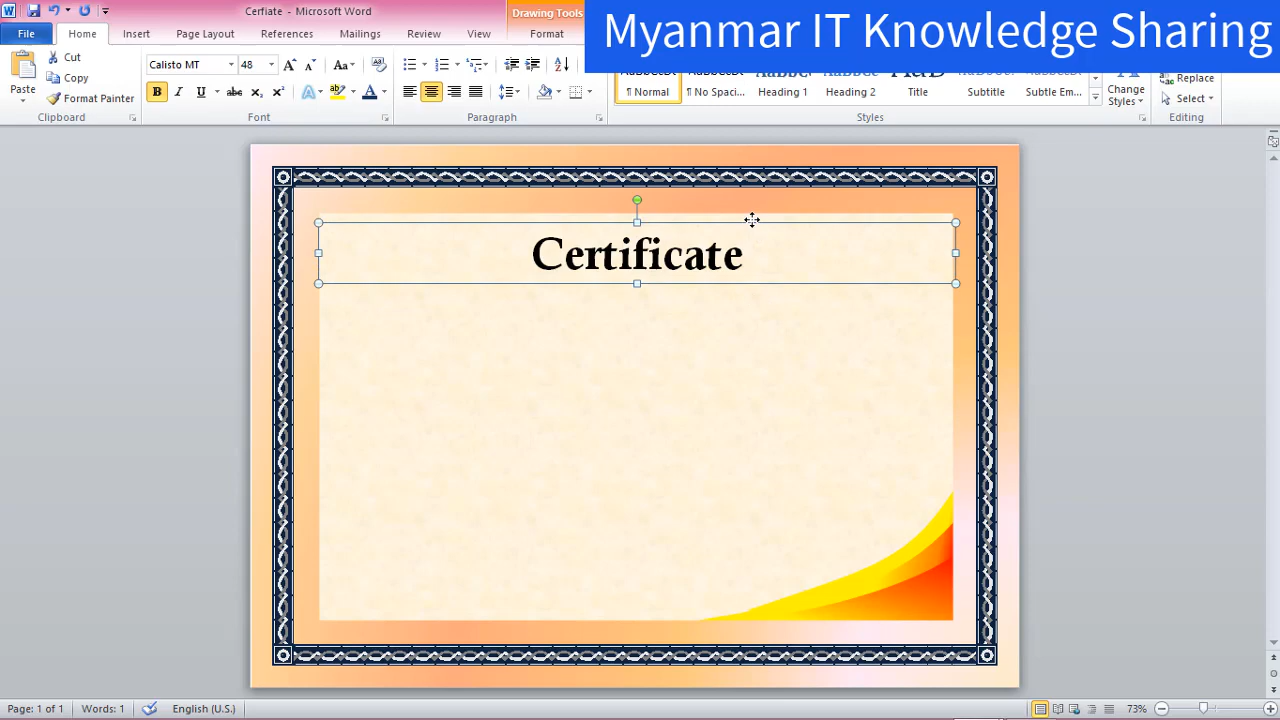 Cerfiate - Microsoft Word
Drawing Tools
Myanmar IT Knowledge Sharing
File Home Insert Page Layout References Mailings Review View Format
Paste
Cut
Copy
Format Painter
Clipboard
Calisto MT 48
Font
Paragraph
¶ Normal ¶ No Spaci... Heading 1 Heading 2 Title Subtitle Subtle Em...
Change
Styles
Styles
Replace
Select
Editing
Certificate
Page: 1 of 1 Words: 1 English (U.S.) 73%